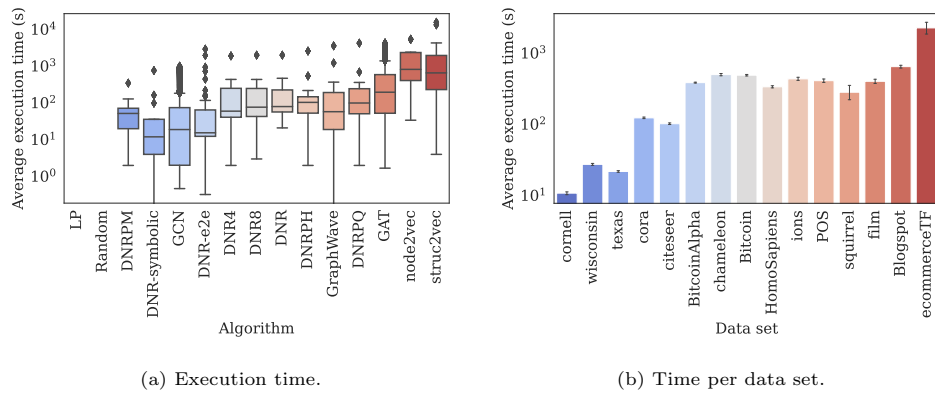 Average execution time (s)
10^4
10^3
10^2
10^1
10^0
LP
Random
DNRPM
DNR-symbolic
GCN
DNR-e2e
DNR4
DNR8
DNR
DNRPH
GraphWave
DNRPQ
GAT
node2vec
struc2vec
Algorithm
(a) Execution time.
Average execution time (s)
10^3
10^2
10^1
cornell
wisconsin
texas
cora
citeseer
BitcoinAlpha
chameleon
Bitcoin
HomoSapiens
ions
POS
squirrel
film
Blogspot
ecommerceTF
Data set
(b) Time per data set.